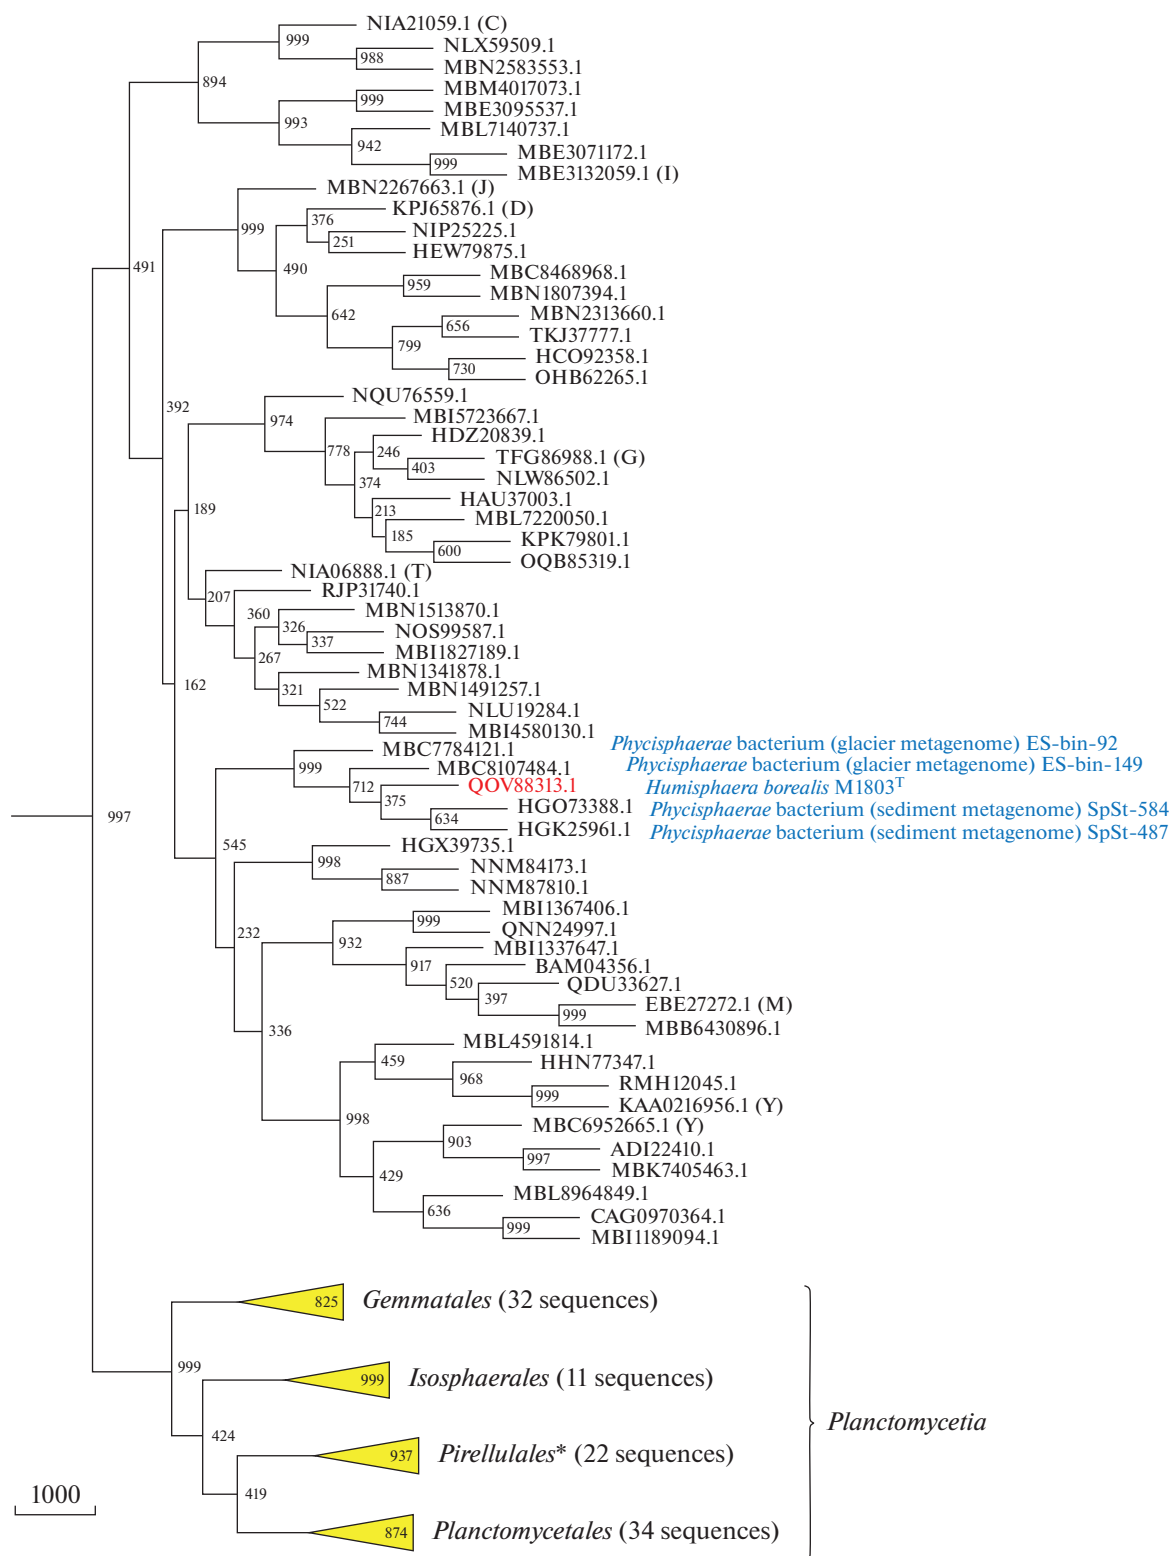 NIA21059.1 (C)
999
NLX59509.1
988
MBN2583553.1
894
MBM4017073.1
999
MBE3095537.1
993
MBL7140737.1
942
MBE3071172.1
999
MBE3132059.1 (I)
MBN2267663.1 (J)
KPJ65876.1 (D)
376
999
NIP25225.1
251
HEW79875.1
491
490
MBC8468968.1
959
MBN1807394.1
642
MBN2313660.1
656
TKJ37777.1
799
HCO92358.1
730
OHB62265.1
NQU76559.1
392
974
MBI5723667.1
HDZ20839.1
778
246
TFG86988.1 (G)
403
NLW86502.1
374
HAU37003.1
189
213
MBL7220050.1
185
KPK79801.1
600
OQB85319.1
NIA06888.1 (T)
207
RJP31740.1
360
MBN1513870.1
326
NOS99587.1
337
MBI1827189.1
267
MBN1341878.1
162
321
MBN1491257.1
522
NLU19284.1
744
MBI4580130.1
MBC7784121.1 Phycisphaerae bacterium (glacier metagenome) ES-bin-92
999
MBC8107484.1 Phycisphaerae bacterium (glacier metagenome) ES-bin-149
712
QOV88313.1 Humisphaera borealis M1803T
375
HGO73388.1 Phycisphaerae bacterium (sediment metagenome) SpSt-584
997
634
HGK25961.1 Phycisphaerae bacterium (sediment metagenome) SpSt-487
545
HGX39735.1
998
NNM84173.1
887
NNM87810.1
MBI1367406.1
999
232
QNN24997.1
932
MBI1337647.1
917
BAM04356.1
520
QDU33627.1
397
EBE27272.1 (M)
999
MBB6430896.1
336
MBL4591814.1
459
HHN77347.1
968
RMH12045.1
999
KAA0216956.1 (Y)
998
MBC6952665.1 (Y)
903
ADI22410.1
997
MBK7405463.1
429
MBL8964849.1
636
CAG0970364.1
999
MBI1189094.1
825 Gemmatales (32 sequences)
999
999 Isosphaerales (11 sequences)
Planctomycetia
424
937 Pirellulales* (22 sequences)
419
1000
874 Planctomycetales (34 sequences)